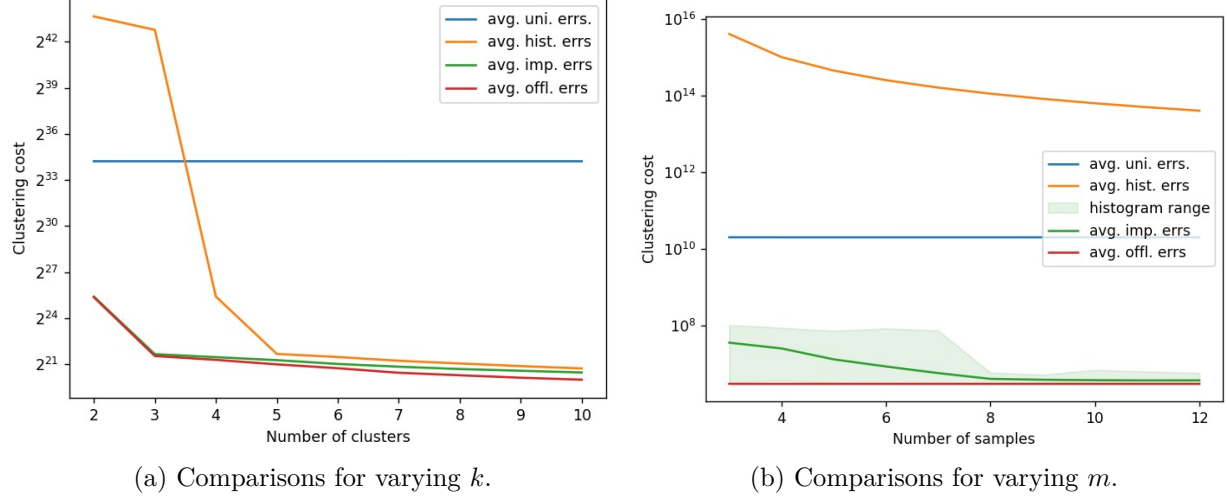 2^42
2^39
2^36
2^33
2^30
2^27
2^24
2^21
Clustering cost
avg. uni. errs.
avg. hist. errs
avg. imp. errs
avg. offl. errs
2 3 4 5 6 7 8 9 10
Number of clusters
(a) Comparisons for varying k.
10^16
10^14
10^12
10^10
10^8
Clustering cost
avg. uni. errs.
avg. hist. errs
histogram range
avg. imp. errs
avg. offl. errs
4 6 8 10 12
Number of samples
(b) Comparisons for varying m.